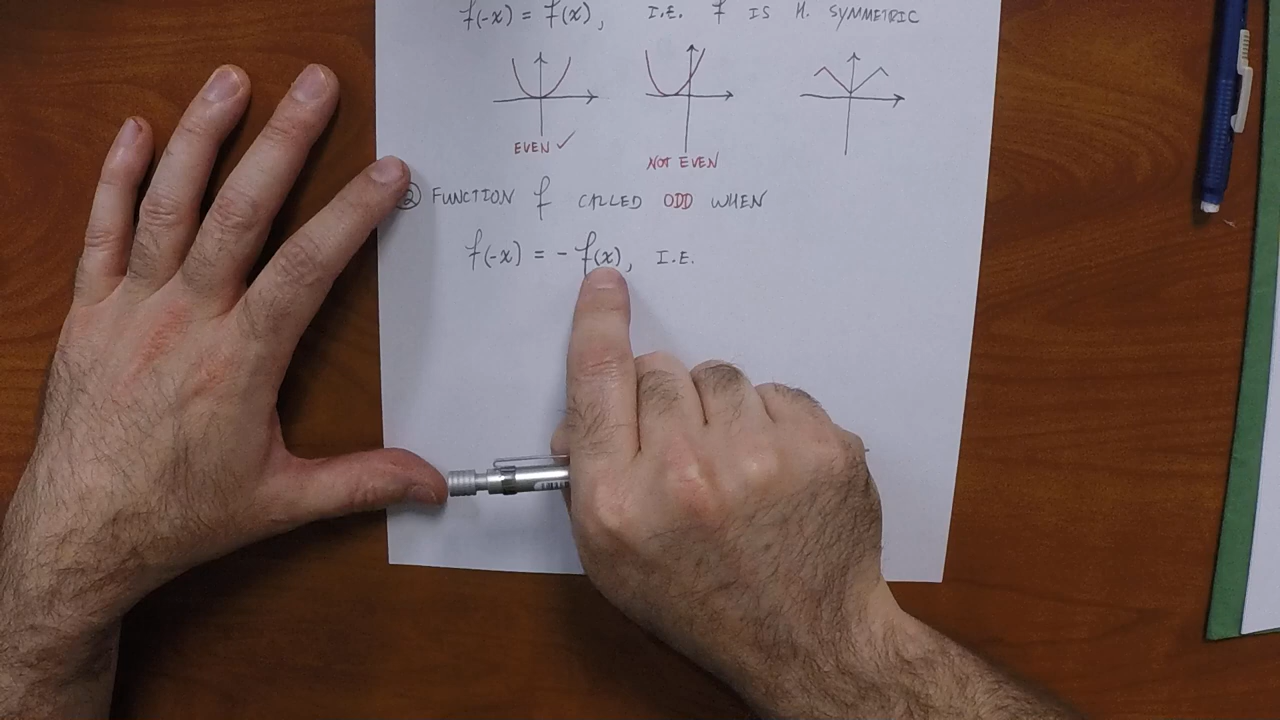 f(-x) = f(x), I.E. f IS H. SYMMETRIC
EVEN ✓
NOT EVEN
② FUNCTION f CALLED ODD WHEN
f(-x) = - f(x), I.E.